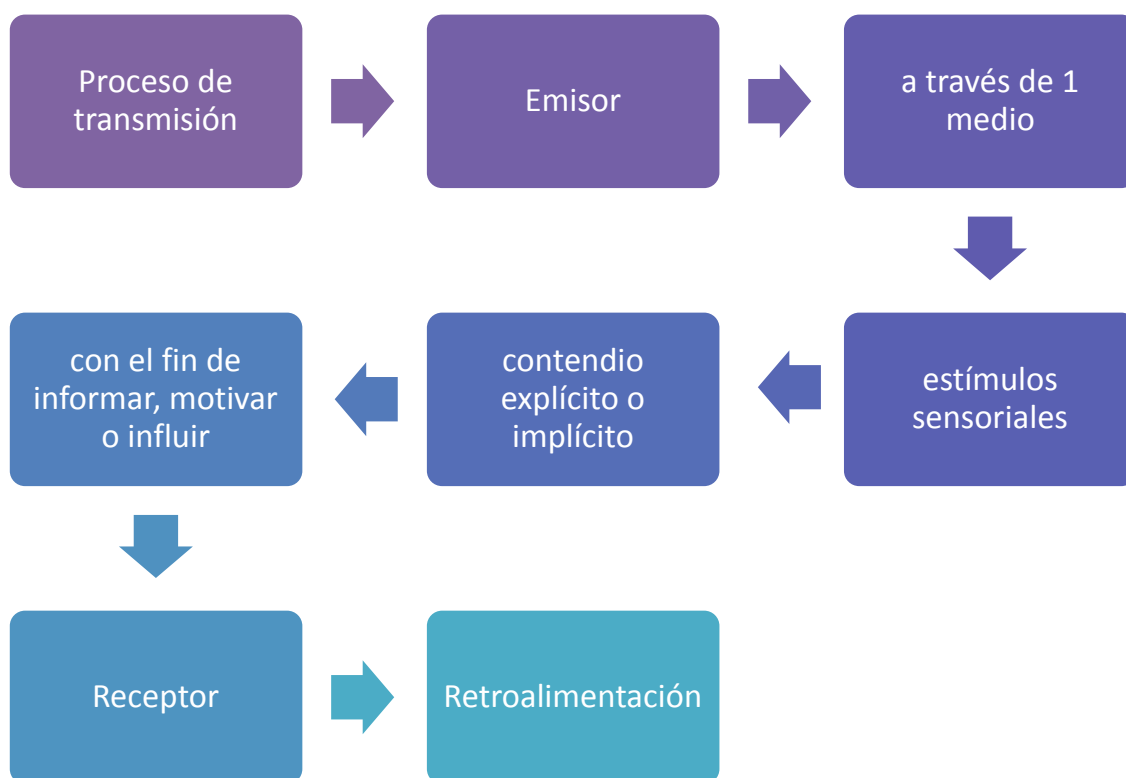 Proceso de
transmisión
Emisor
a través de 1
medio
estímulos
sensoriales
contendio
explícito o
implícito
con el fin de
informar, motivar
o influir
Receptor
Retroalimentación